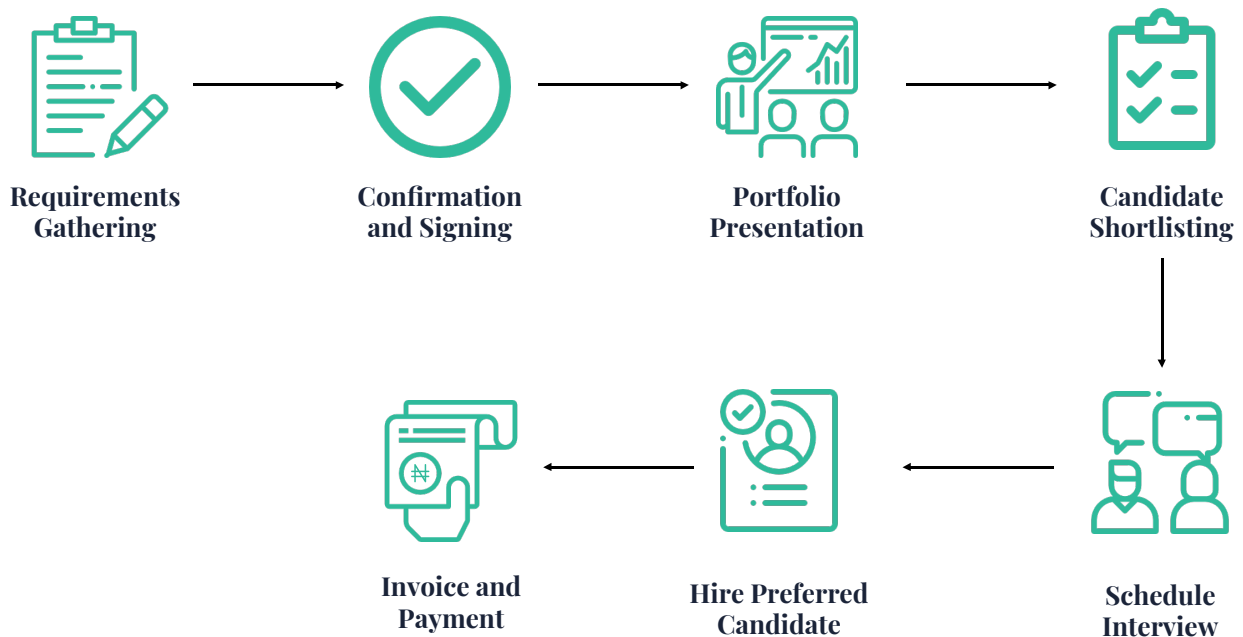 Requirements
Gathering
Confirmation
and Signing
Portfolio
Presentation
Candidate
Shortlisting
Schedule
Interview
Hire Preferred
Candidate
₦
Invoice and
Payment